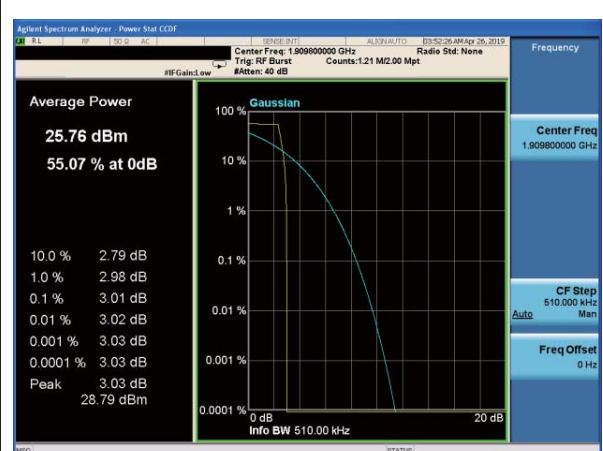 Agilent Spectrum Analyzer - Power Stat CCDF
RL RF 50 Ω AC SENSE:INT ALIGN AUTO 03:52:26 AM Apr 26, 2019
Center Freq: 1.909800000 GHz Radio Std: None
Trig: RF Burst Counts:1.21 M/2.00 Mpt
#IFGain:Low #Atten: 40 dB
Frequency
Average Power
25.76 dBm
55.07 % at 0dB
10.0 % 2.79 dB
1.0 % 2.98 dB
0.1 % 3.01 dB
0.01 % 3.02 dB
0.001 % 3.03 dB
0.0001 % 3.03 dB
Peak 3.03 dB
28.79 dBm
Gaussian
100 %
10 %
1 %
0.1 %
0.01 %
0.001 %
0.0001 %
0 dB 20 dB
Info BW 510.00 kHz
Center Freq
1.909800000 GHz
CF Step
510.000 kHz
Auto Man
Freq Offset
0 Hz
MSG STATUS